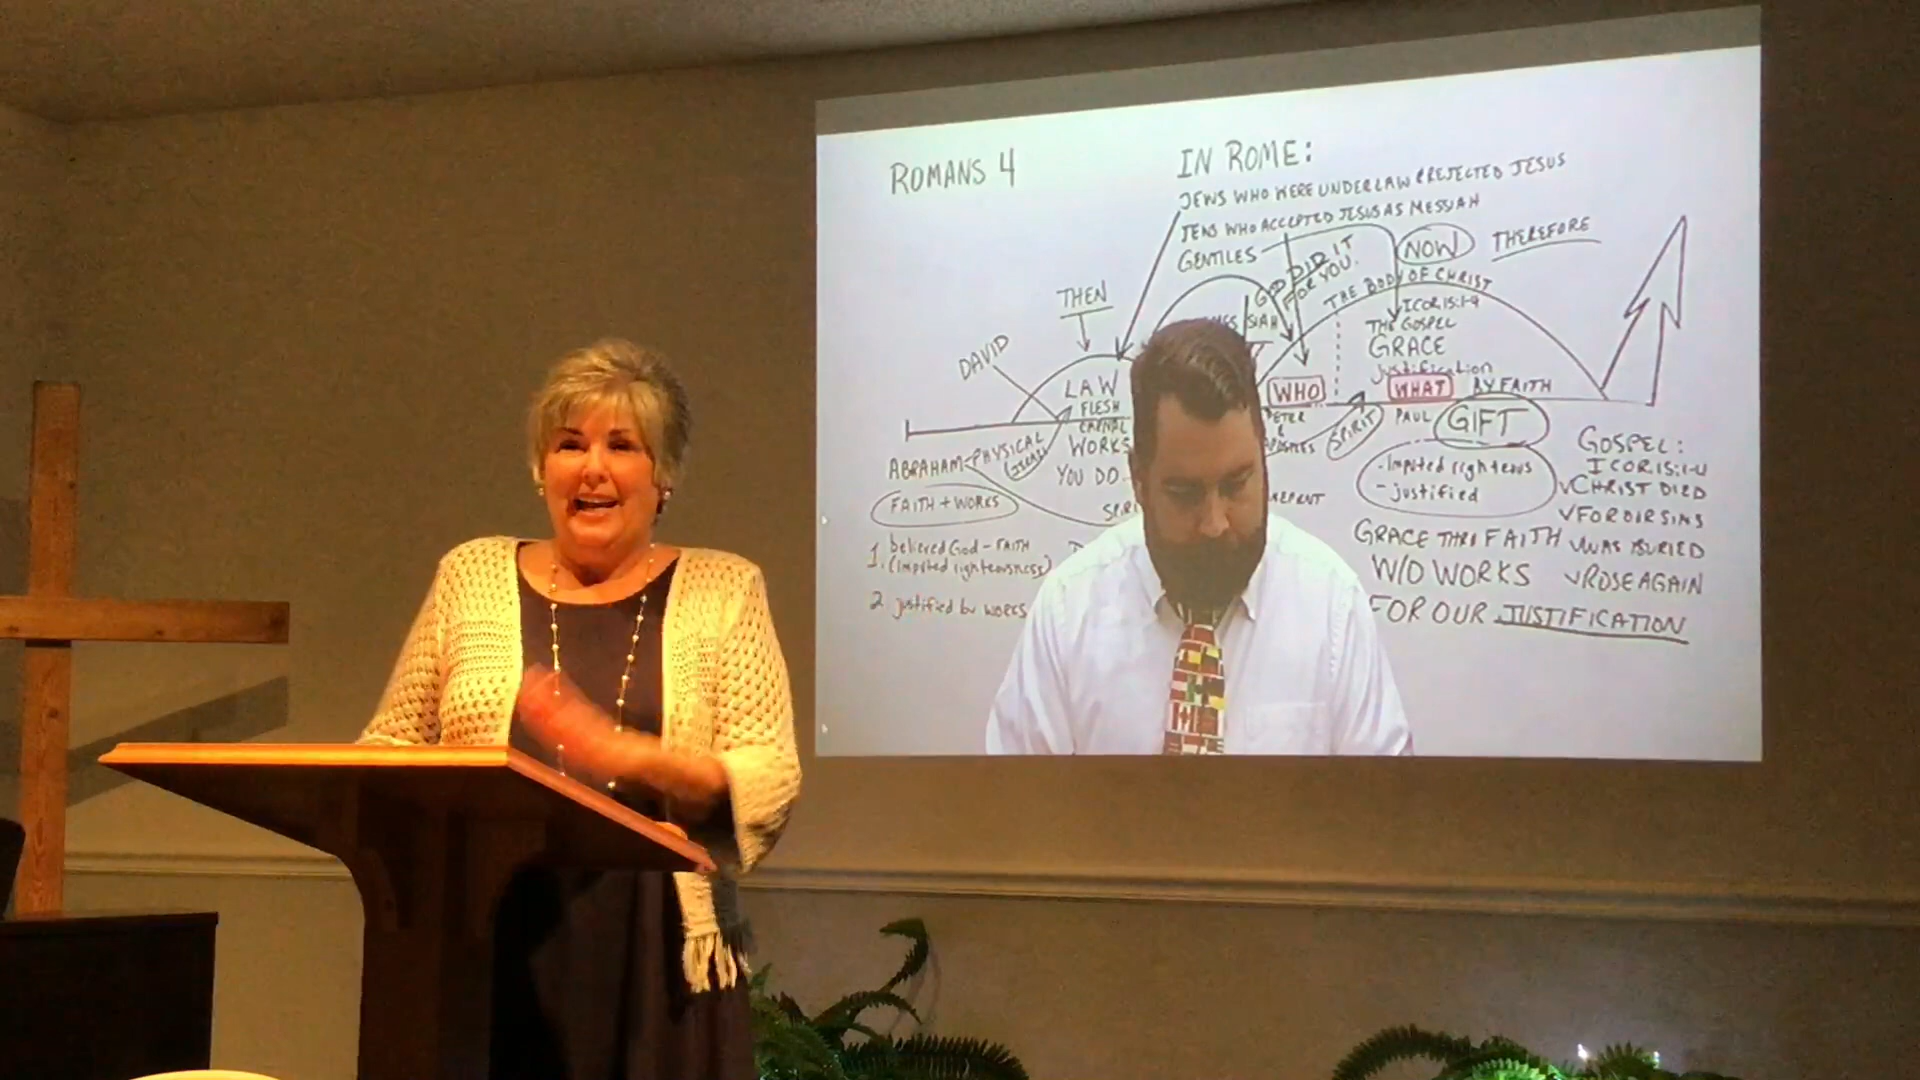 ROMANS 4
IN ROME:
JEWS WHO WERE UNDER LAW & REJECTED JESUS
JEWS WHO ACCEPTED JESUS AS MESSIAH
GENTILES
NOW
THEREFORE
GOD DID IT
FOR YOU.
THE BODY OF CHRIST
THEN
I COR 15:1-4
THE GOSPEL
GRACE
justification
BY FAITH
SIAH
DAVID
LAW
FLESH
CARNAL
WORKS
YOU DO
WHO
WHAT
PETER
&
SPIRIT
PAUL
GIFT
ABRAHAM
PHYSICAL
FAITH + WORKS
1. believed God - FAITH
(Imputed righteousness)
2. justified by works
- Imputed righteous
- justified
GRACE THRU FAITH
W/O WORKS
FOR OUR JUSTIFICATION
GOSPEL:
I COR 15:1-4
✓CHRIST DIED
✓FOR OUR SINS
✓WAS BURIED
✓ROSE AGAIN